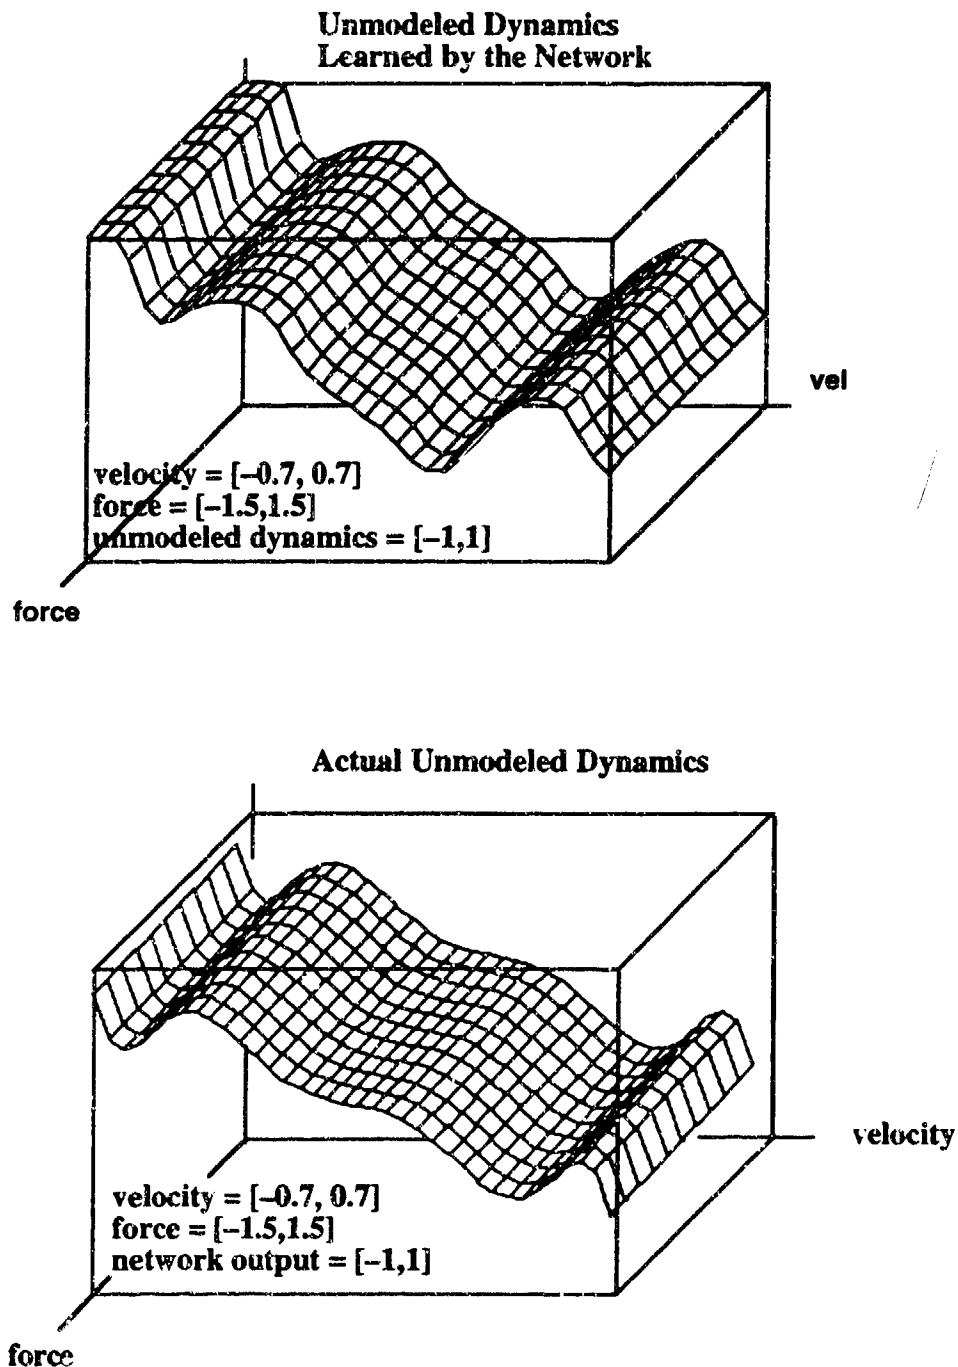 Unmodeled Dynamics
Learned by the Network
vel
velocity = [–0.7, 0.7]
force = [–1.5,1.5]
unmodeled dynamics = [–1,1]
force
Actual Unmodeled Dynamics
velocity
velocity = [–0.7, 0.7]
force = [–1.5,1.5]
network output = [–1,1]
force